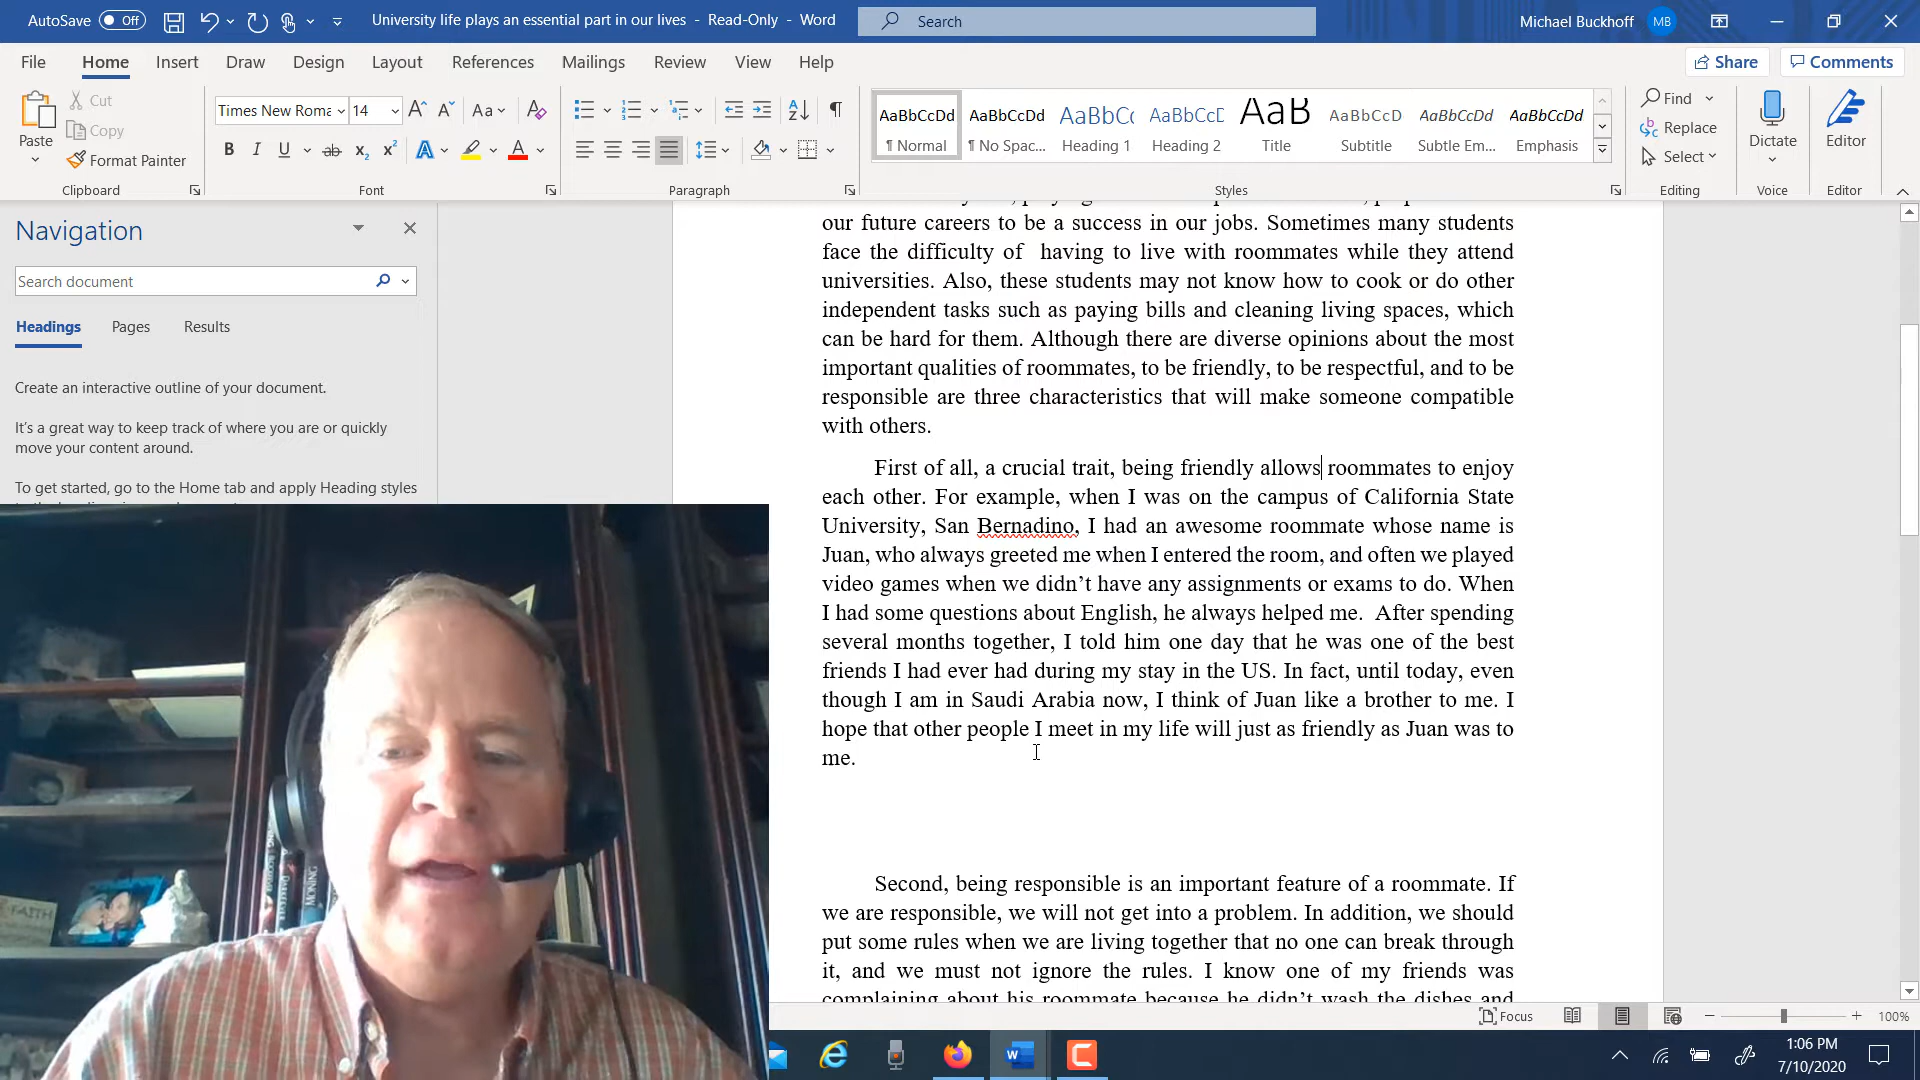 AutoSave Off University life plays an essential part in our lives - Read-Only - Word Search Michael Buckhoff MB
File Home Insert Draw Design Layout References Mailings Review View Help Share Comments
Paste Cut Copy Format Painter
Clipboard
Times New Roma 14
Font
Paragraph
AaBbCcDd ¶ Normal
AaBbCcDd ¶ No Spac...
AaBbCc Heading 1
AaBbCcD Heading 2
AaB Title
AaBbCcD Subtitle
AaBbCcDd Subtle Em...
AaBbCcDd Emphasis
Styles
Find
Replace
Select
Editing
Dictate
Voice
Editor
Editor
Navigation
Search document
Headings Pages Results
Create an interactive outline of your document.
It's a great way to keep track of where you are or quickly
move your content around.
To get started, go to the Home tab and apply Heading styles
our future careers to be a success in our jobs. Sometimes many students
face the difficulty of having to live with roommates while they attend
universities. Also, these students may not know how to cook or do other
independent tasks such as paying bills and cleaning living spaces, which
can be hard for them. Although there are diverse opinions about the most
important qualities of roommates, to be friendly, to be respectful, and to be
responsible are three characteristics that will make someone compatible
with others.
First of all, a crucial trait, being friendly allows roommates to enjoy
each other. For example, when I was on the campus of California State
University, San Bernadino, I had an awesome roommate whose name is
Juan, who always greeted me when I entered the room, and often we played
video games when we didn't have any assignments or exams to do. When
I had some questions about English, he always helped me. After spending
several months together, I told him one day that he was one of the best
friends I had ever had during my stay in the US. In fact, until today, even
though I am in Saudi Arabia now, I think of Juan like a brother to me. I
hope that other people I meet in my life will just as friendly as Juan was to
me.
Second, being responsible is an important feature of a roommate. If
we are responsible, we will not get into a problem. In addition, we should
put some rules when we are living together that no one can break through
it, and we must not ignore the rules. I know one of my friends was
complaining about his roommate because he didn't wash the dishes and
FAITH
Focus 100%
1:06 PM
7/10/2020